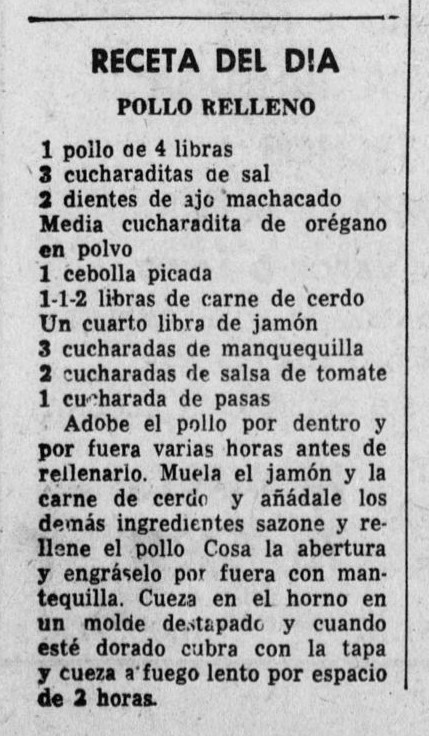 RECETA DEL DIA
POLLO RELLENO
1 pollo de 4 libras
3 cucharaditas de sal
2 dientes de ajo machacado
Media cucharadita de orégano
en polvo
1 cebolla picada
1-1-2 libras de carne de cerdo
Un cuarto libra de jamón
3 cucharadas de manquequilla
2 cucharadas de salsa de tomate
1 cucharada de pasas
Adobe el pollo por dentro y
por fuera varias horas antes de
rellenarlo. Muela el jamón y la
carne de cerdo y añádale los
demás ingredientes sazone y re-
llene el pollo Cosa la abertura
y engráselo por fuera con man-
tequilla. Cueza en el horno en
un molde destapado y cuando
esté dorado cubra con la tapa
y cueza a fuego lento por espacio
de 2 horas.